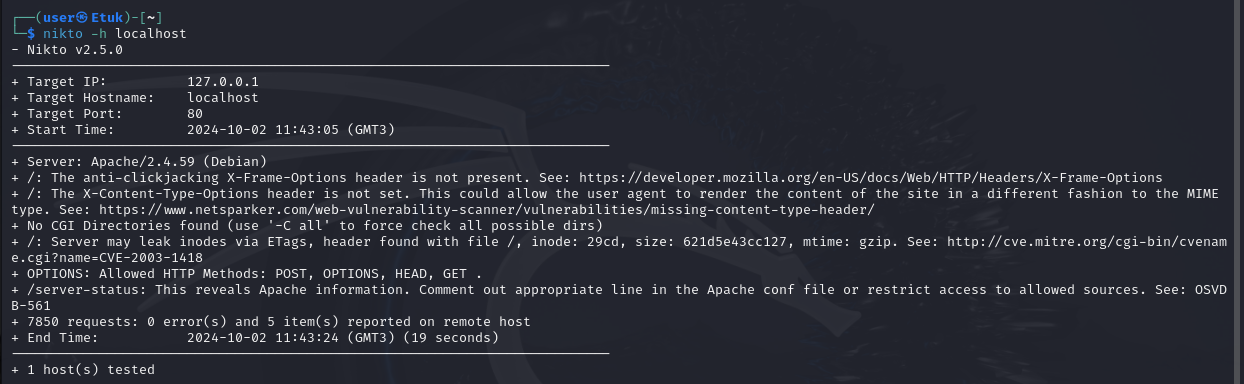 ┌──(user㉿Etuk)-[~]
└─$ nikto -h localhost
- Nikto v2.5.0
---------------------------------------------------------------------------
+ Target IP:          127.0.0.1
+ Target Hostname:    localhost
+ Target Port:        80
+ Start Time:         2024-10-02 11:43:05 (GMT3)
---------------------------------------------------------------------------
+ Server: Apache/2.4.59 (Debian)
+ /: The anti-clickjacking X-Frame-Options header is not present. See: https://developer.mozilla.org/en-US/docs/Web/HTTP/Headers/X-Frame-Options
+ /: The X-Content-Type-Options header is not set. This could allow the user agent to render the content of the site in a different fashion to the MIME
type. See: https://www.netsparker.com/web-vulnerability-scanner/vulnerabilities/missing-content-type-header/
+ No CGI Directories found (use '-C all' to force check all possible dirs)
+ /: Server may leak inodes via ETags, header found with file /, inode: 29cd, size: 621d5e43cc127, mtime: gzip. See: http://cve.mitre.org/cgi-bin/cvenam
e.cgi?name=CVE-2003-1418
+ OPTIONS: Allowed HTTP Methods: POST, OPTIONS, HEAD, GET .
+ /server-status: This reveals Apache information. Comment out appropriate line in the Apache conf file or restrict access to allowed sources. See: OSVD
B-561
+ 7850 requests: 0 error(s) and 5 item(s) reported on remote host
+ End Time:           2024-10-02 11:43:24 (GMT3) (19 seconds)
---------------------------------------------------------------------------
+ 1 host(s) tested